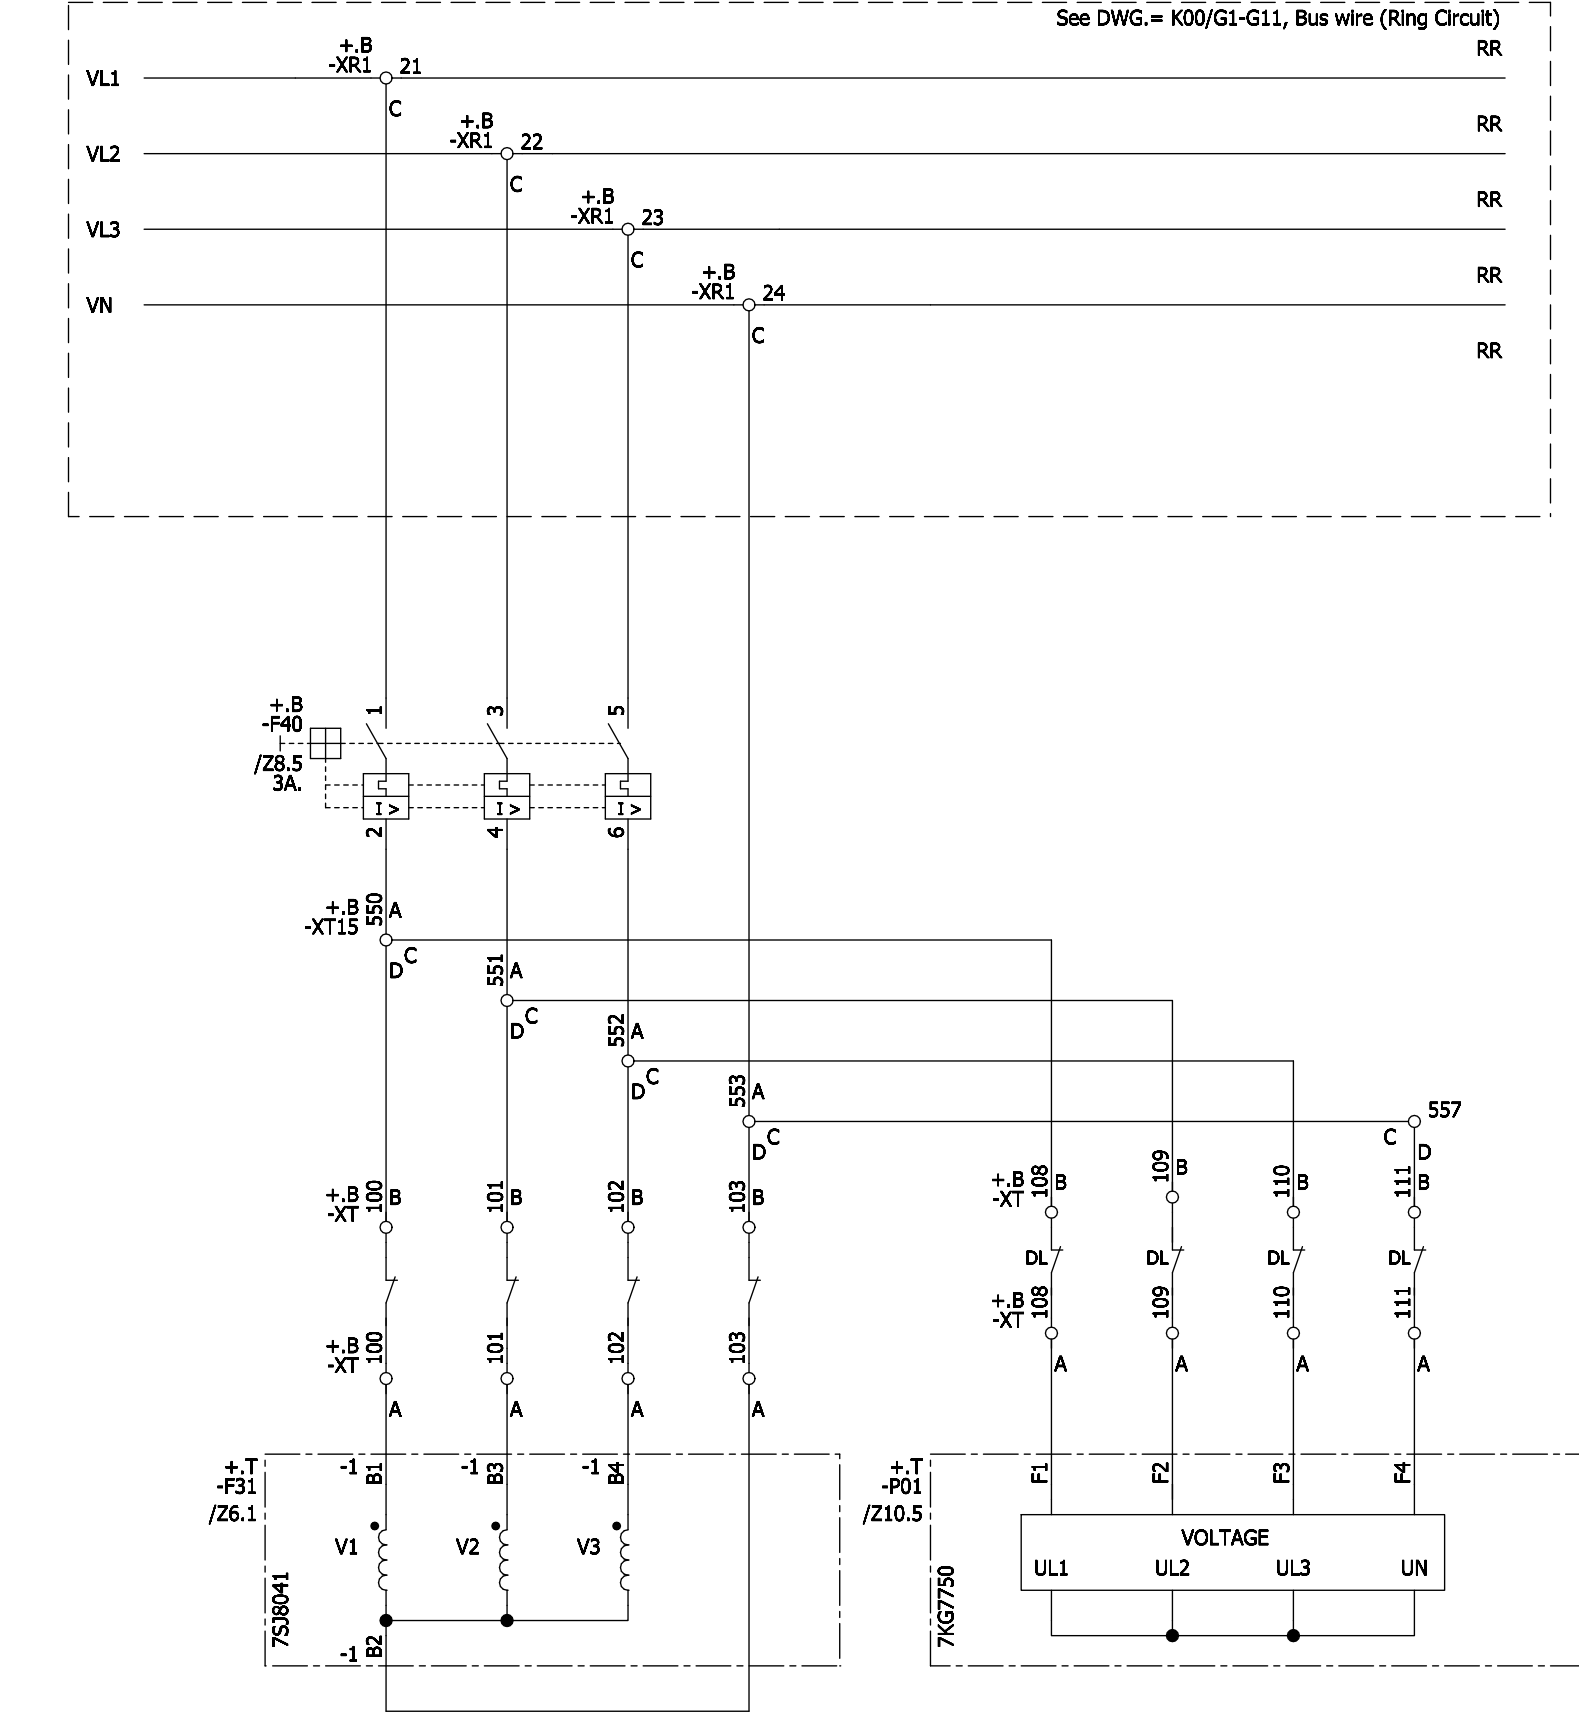 See DWG.= K00/G1-G11, Bus wire (Ring Circuit)
RR
+.B
-XR1
21
VL1
C
RR
+.B
-XR1
22
VL2
C
RR
+.B
-XR1
23
VL3
C
RR
+.B
-XR1
24
VN
C
RR
+.B
-F40
/Z8.5
3A.
1
3
5
I >
I >
I >
2
4
6
+.B
-XT15
550
A
C
D
551
A
C
D
552
A
C
D
553
A
C
D
557
C
D
+.B
-XT
100
B
101
B
102
B
103
B
+.B
-XT
108
B
109
B
110
B
111
B
DL
DL
DL
DL
+.B
-XT
108
109
110
111
A
A
A
A
+.B
-XT
100
101
102
103
A
A
A
A
+.T
-F31
/Z6.1
-1
B1
-1
B3
-1
B4
V1
V2
V3
7SJ8041
-1
B2
+.T
-P01
/Z10.5
F1
F2
F3
F4
VOLTAGE
UL1
UL2
UL3
UN
7KG7750